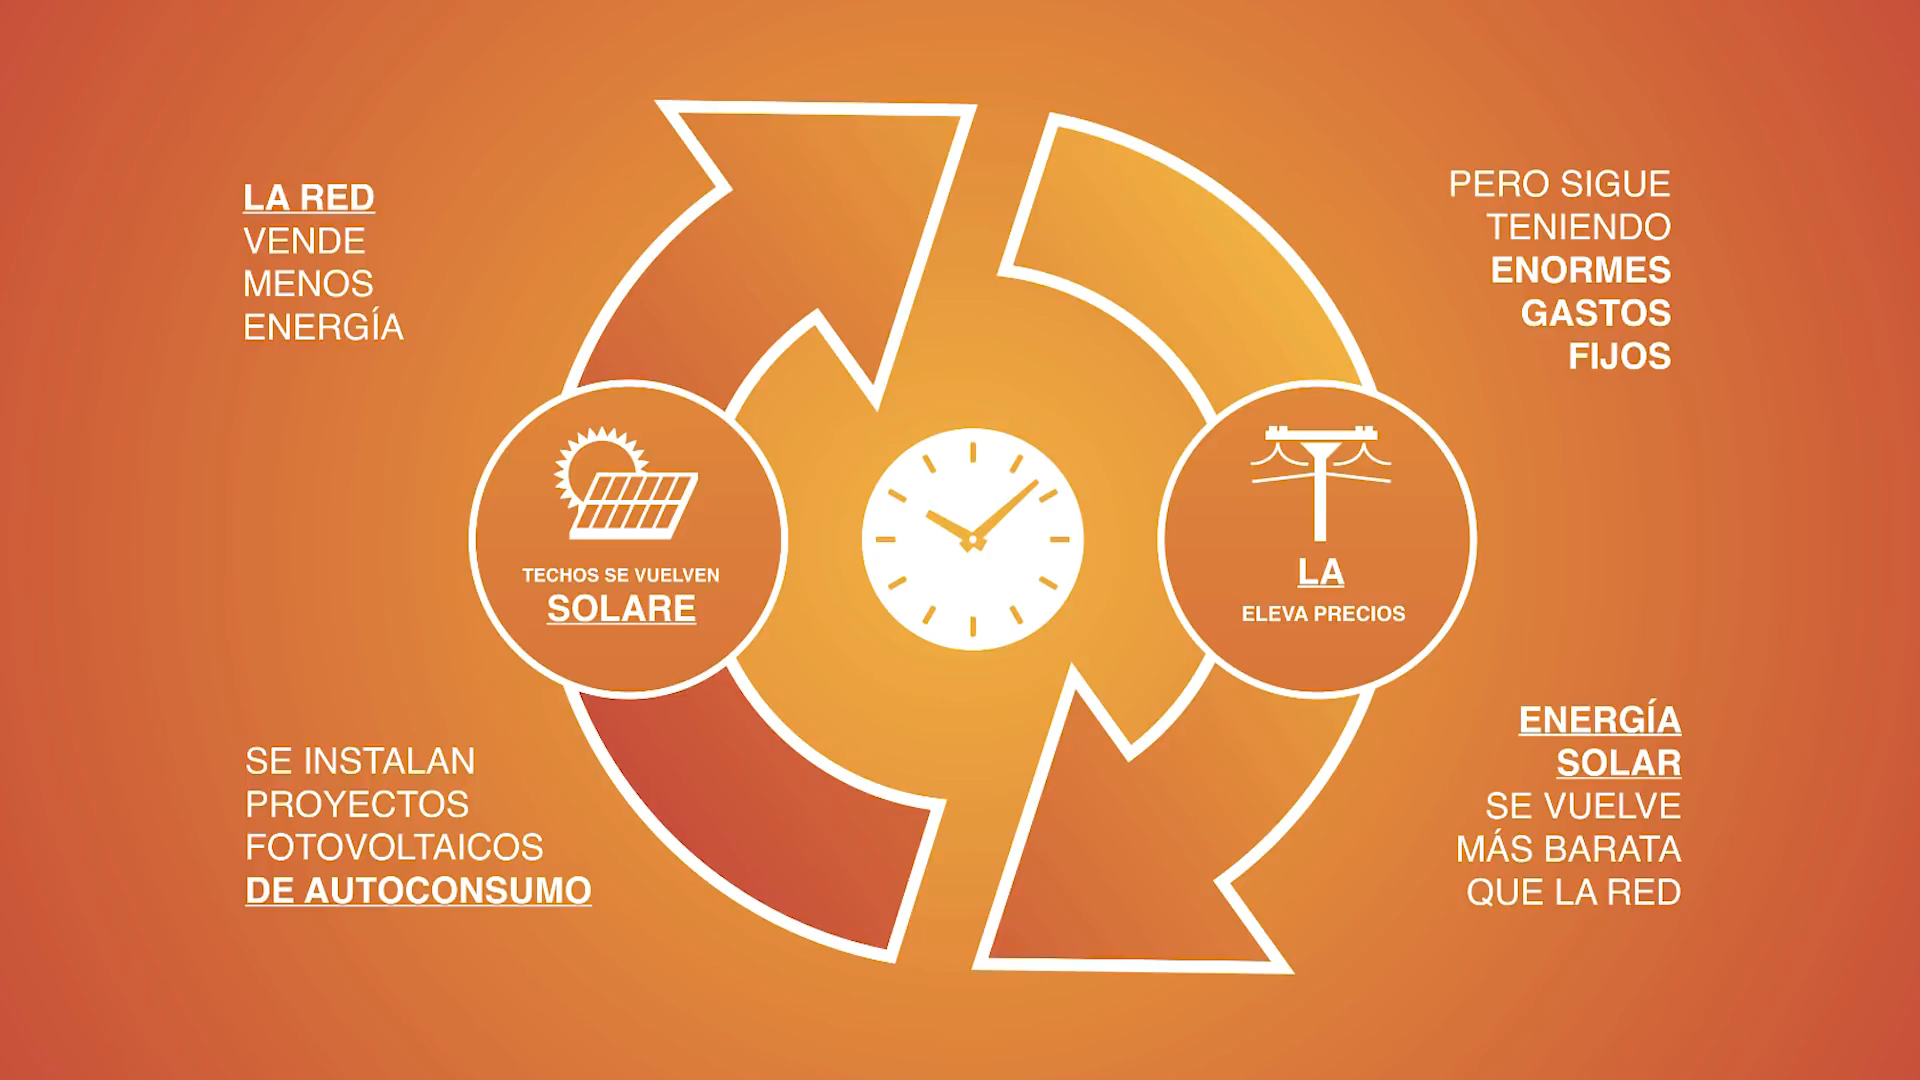 LA RED
VENDE
MENOS
ENERGÍA
PERO SIGUE
TENIENDO
ENORMES
GASTOS
FIJOS
TECHOS SE VUELVEN
SOLARE
LA
ELEVA PRECIOS
SE INSTALAN
PROYECTOS
FOTOVOLTAICOS
DE AUTOCONSUMO
ENERGÍA
SOLAR
SE VUELVE
MÁS BARATA
QUE LA RED